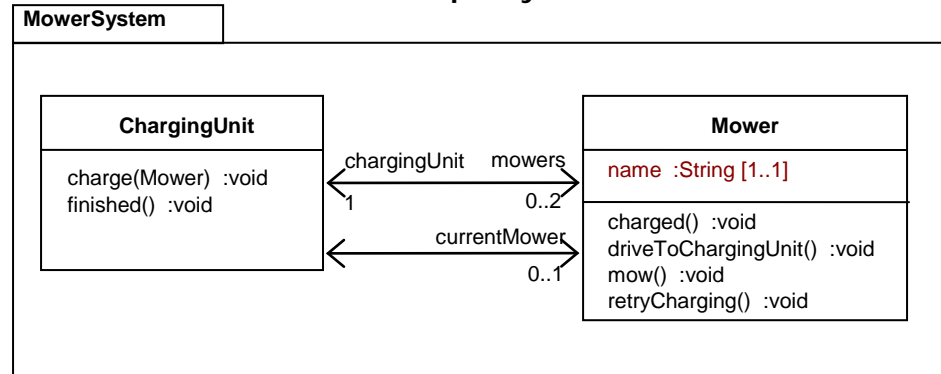 MowerSystem
ChargingUnit
charge(Mower) :void
finished() :void
chargingUnit mowers
1 0..2
currentMower
0..1
Mower
name :String [1..1]
charged() :void
driveToChargingUnit() :void
mow() :void
retryCharging() :void